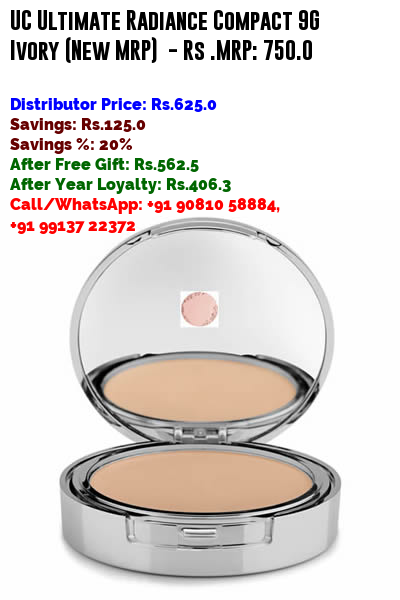 UC Ultimate Radiance Compact 9G
Ivory (New MRP) - Rs .MRP: 750.0
Distributor Price: Rs.625.0
Savings: Rs.125.0
Savings %: 20%
After Free Gift: Rs.562.5
After Year Loyalty: Rs.406.3
Call/WhatsApp: +91 90810 58884,
+91 99137 22372